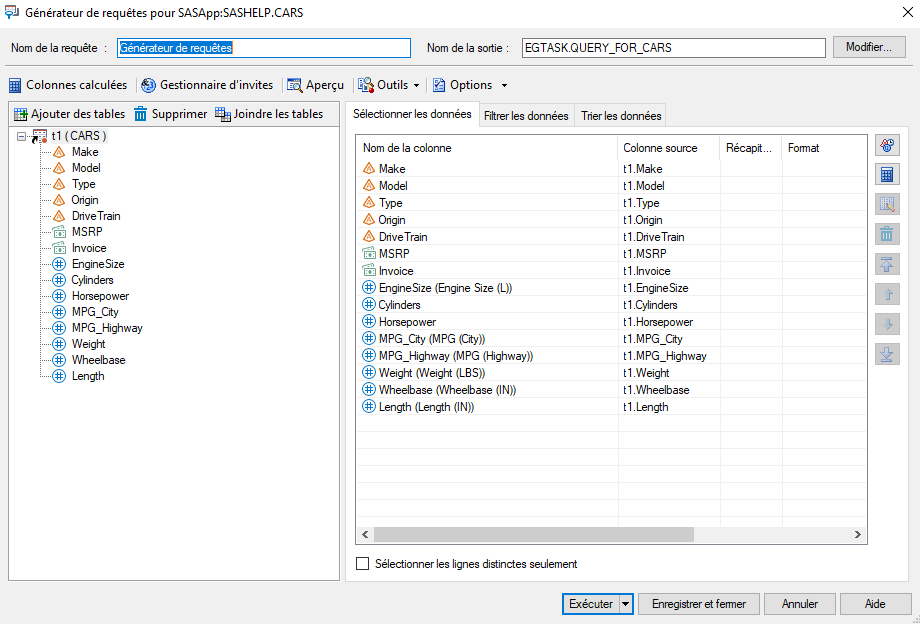 Générateur de requêtes pour SASApp:SASHELP.CARS
Nom de la requête : Générateur de requêtes Nom de la sortie : EGTASK.QUERY_FOR_CARS Modifier...
Colonnes calculées Gestionnaire d'invites Aperçu Outils Options
Ajouter des tables Supprimer Joindre les tables
t1 ( CARS )
Make
Model
Type
Origin
DriveTrain
MSRP
Invoice
EngineSize
Cylinders
Horsepower
MPG_City
MPG_Highway
Weight
Wheelbase
Length
Sélectionner les données Filtrer les données Trier les données
Nom de la colonne Colonne source Récapit... Format
Make t1.Make
Model t1.Model
Type t1.Type
Origin t1.Origin
DriveTrain t1.DriveTrain
MSRP t1.MSRP
Invoice t1.Invoice
EngineSize (Engine Size (L)) t1.EngineSize
Cylinders t1.Cylinders
Horsepower t1.Horsepower
MPG_City (MPG (City)) t1.MPG_City
MPG_Highway (MPG (Highway)) t1.MPG_Highway
Weight (Weight (LBS)) t1.Weight
Wheelbase (Wheelbase (IN)) t1.Wheelbase
Length (Length (IN)) t1.Length
Sélectionner les lignes distinctes seulement
Exécuter Enregistrer et fermer Annuler Aide